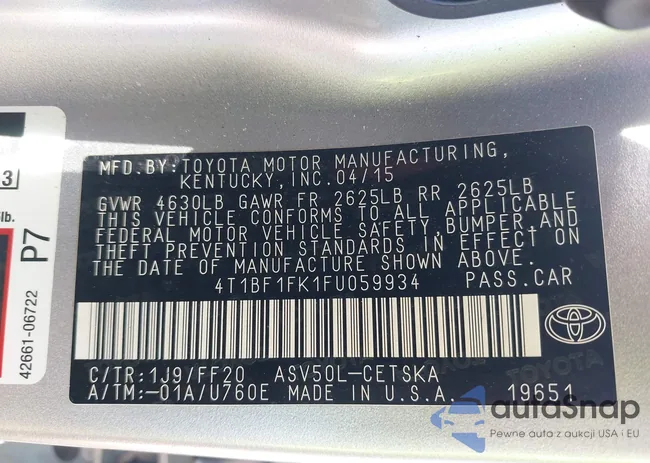 MFD.BY:TOYOTA MOTOR MANUFACTURING,
KENTUCKY,INC.04/15
GVWR 4630LB GAWR FR 2625LB RR 2625LB
THIS VEHICLE CONFORMS TO ALL APPLICABLE
FEDERAL MOTOR VEHICLE SAFETY,BUMPER,AND
THEFT PREVENTION STANDARDS IN EFFECT ON
THE DATE OF MANUFACTURE SHOWN ABOVE.
4T1BF1FK1FU059934 PASS.CAR
C/TR:1J9/FF20 ASV50L-CETSKA
A/TM:-01A/U760E MADE IN U.S.A. 19651
3
lb.
P7
42661-06722
TOYOTA
autoSnap
Pewne auta z aukcji USA i EU